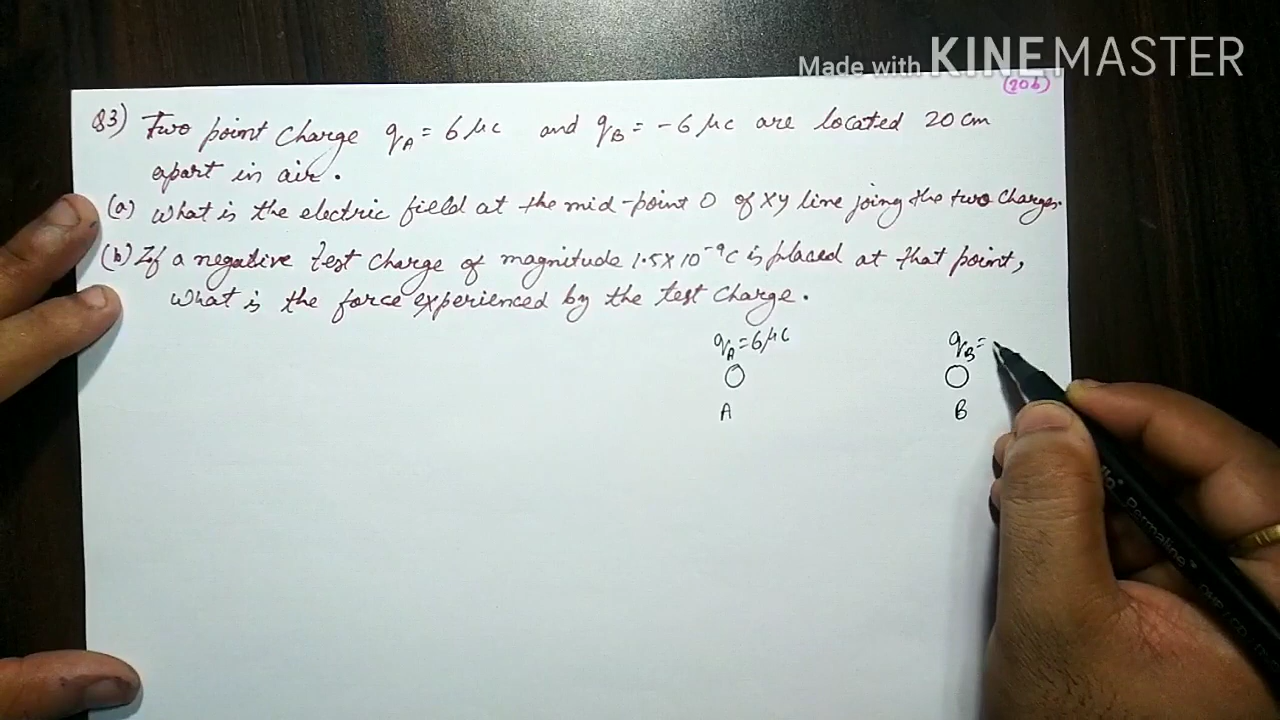 Made with KINEMASTER
(206)
Q3) Two point charge qA = 6 μc and qB = -6 μc are located 20 cm
apart in air.
(a) What is the electric field at the mid-point O of XY line joing the two charges.
(b) If a negative test charge of magnitude 1.5 x 10⁻⁹c is placed at that point,
what is the force experienced by the test charge.
qA = 6 μc qB =
A B